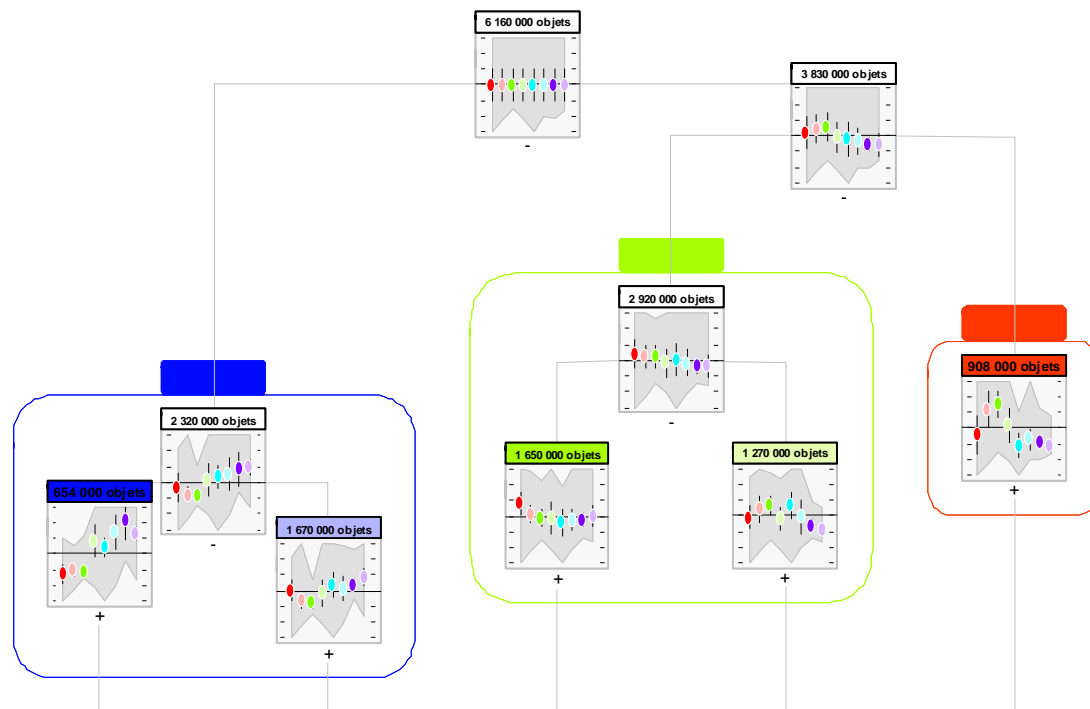 6 160 000 objets
-
3 830 000 objets
-
2 920 000 objets
-
908 000 objets
+
2 320 000 objets
-
1 650 000 objets
+
1 270 000 objets
+
654 000 objets
+
1 670 000 objets
+